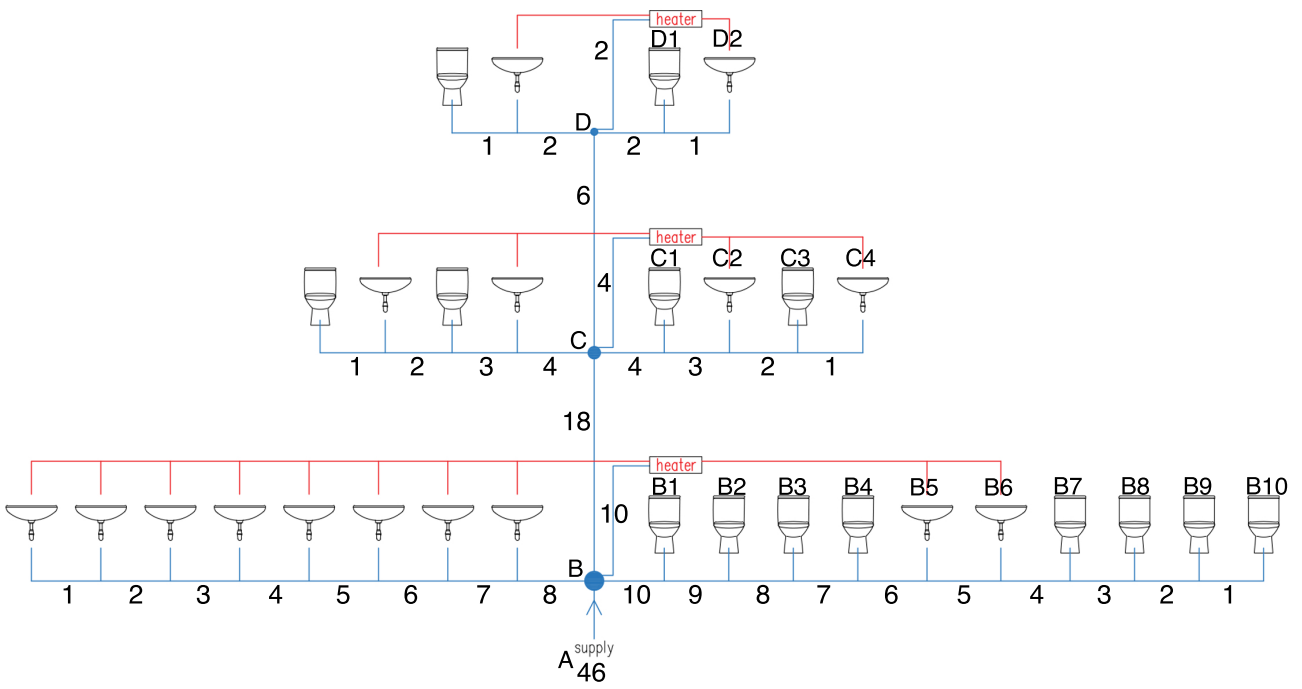 heater
2 D1 D2
D
1 2 2 1
6
heater
4 C1 C2 C3 C4
C
1 2 3 4 4 3 2 1
18
heater
B1 B2 B3 B4 B5 B6 B7 B8 B9 B10
10
B
1 2 3 4 5 6 7 8 10 9 8 7 6 5 4 3 2 1
supply
A 46